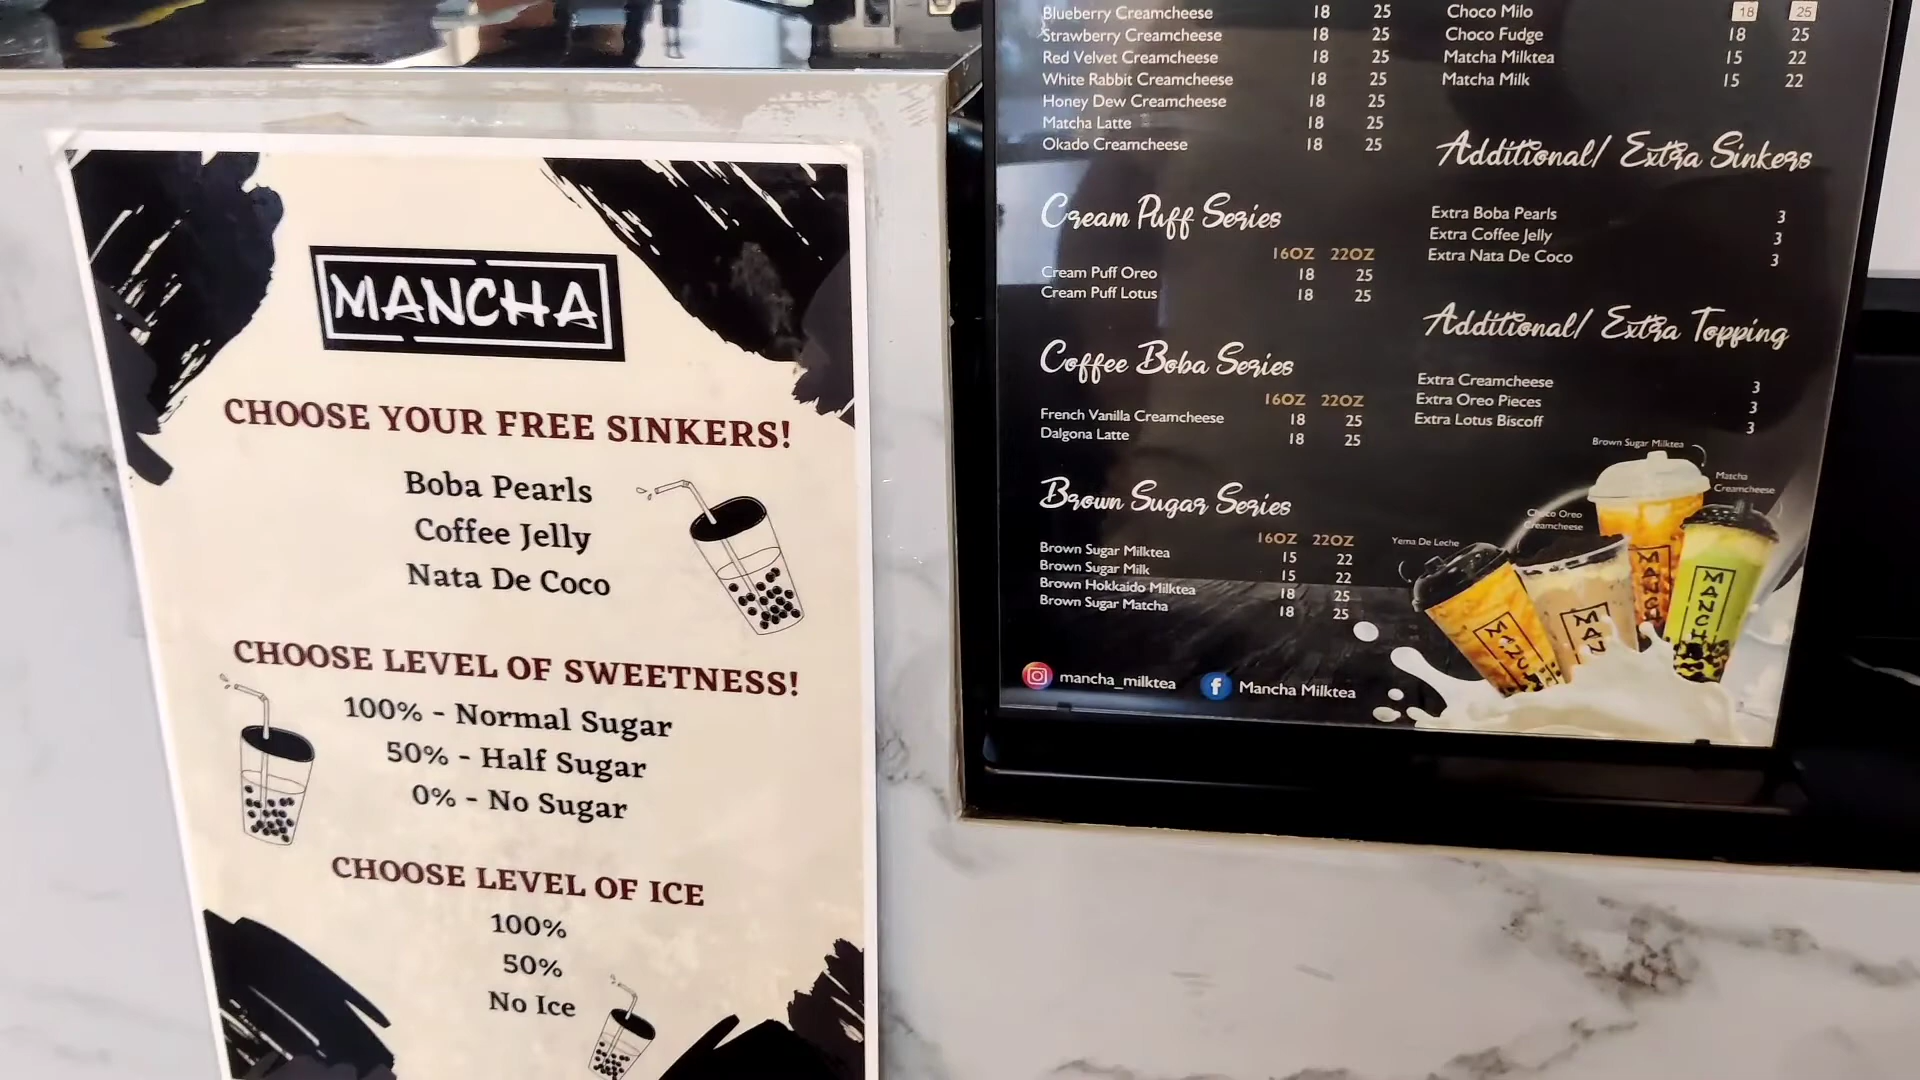 MANCHA
CHOOSE YOUR FREE SINKERS!
Boba Pearls
Coffee Jelly
Nata De Coco
CHOOSE LEVEL OF SWEETNESS!
100% - Normal Sugar
50% - Half Sugar
0% - No Sugar
CHOOSE LEVEL OF ICE
100%
50%
No Ice
Blueberry Creamcheese 18 25
Strawberry Creamcheese 18 25
Red Velvet Creamcheese 18 25
White Rabbit Creamcheese 18 25
Honey Dew Creamcheese 18 25
Matcha Latte 18 25
Okado Creamcheese 18 25
Cream Puff Series
16OZ 22OZ
Cream Puff Oreo 18 25
Cream Puff Lotus 18 25
Coffee Boba Series
16OZ 22OZ
French Vanilla Creamcheese 18 25
Dalgona Latte 18 25
Brown Sugar Series
16OZ 22OZ
Brown Sugar Milktea 15 22
Brown Sugar Milk 15 22
Brown Hokkaido Milktea 18 25
Brown Sugar Matcha 18 25
mancha_milktea Mancha Milktea
Choco Milo 18 25
Choco Fudge 18 25
Matcha Milktea 15 22
Matcha Milk 15 22
Additional/ Extra Sinkers
Extra Boba Pearls 3
Extra Coffee Jelly 3
Extra Nata De Coco 3
Additional/ Extra Topping
Extra Creamcheese 3
Extra Oreo Pieces 3
Extra Lotus Biscoff 3
Brown Sugar Milktea
Matcha
Creamcheese
Choco Oreo
Creamcheese
Yema De Leche
MANC
MAN
MANCH
MANCH